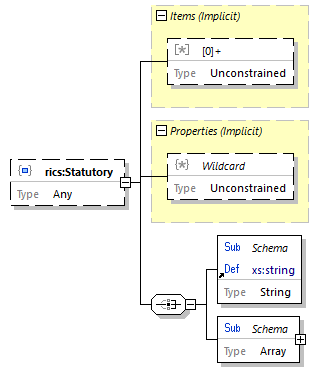 Items (Implicit)
[*] [0]+
Type Unconstrained
Properties (Implicit)
{*} Wildcard
Type Unconstrained
{} rics:Statutory
Type Any
Sub Schema
Def xs:string
Type String
Sub Schema
Type Array